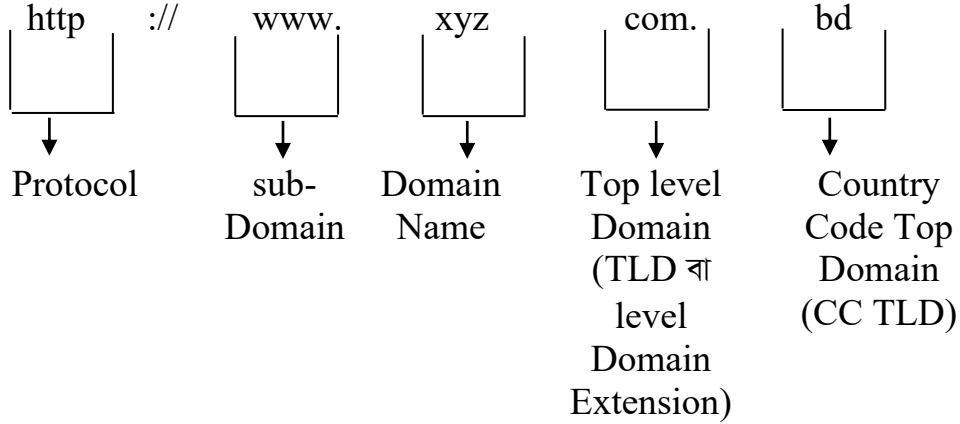 http :// www. xyz com. bd
Protocol
sub-
Domain
Domain
Name
Top level
Domain
(TLD বা
level
Domain
Extension)
Country
Code Top
Domain
(CC TLD)